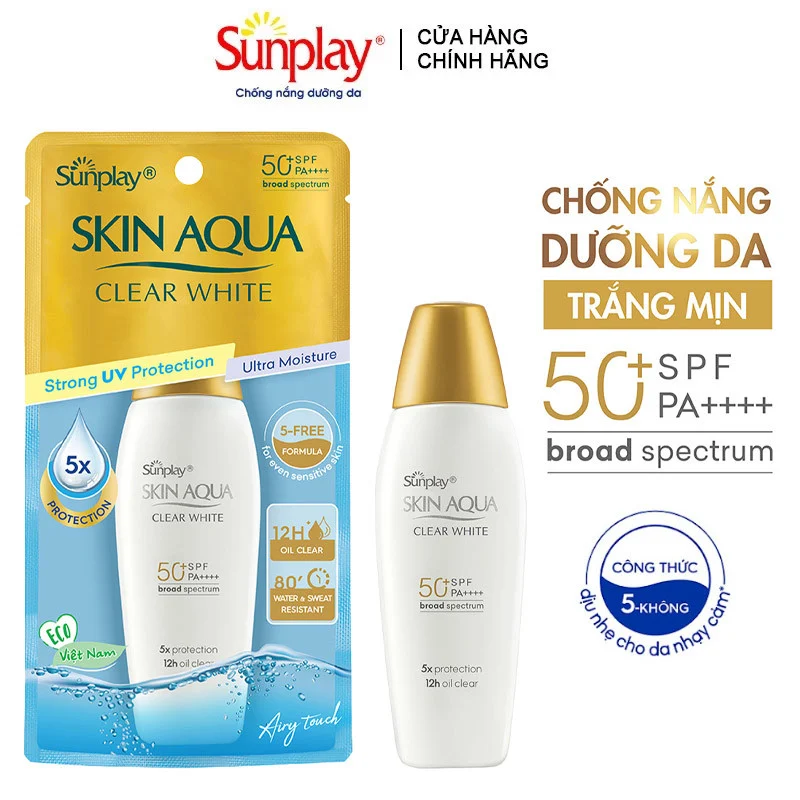 Sunplay®
Chống nắng dưỡng da
CỬA HÀNG
CHÍNH HÃNG
Sunplay®
50+ SPF
PA++++
broad spectrum
SKIN AQUA
CLEAR WHITE
Strong UV Protection
Ultra Moisture
5x
PROTECTION
5-FREE
FORMULA
for even sensitive skin
12H
OIL CLEAR
80'
WATER & SWEAT
RESISTANT
Sunplay®
SKIN AQUA
CLEAR WHITE
50+ SPF
PA++++
broad spectrum
5x protection
12h oil clear
ECO
Việt Nam
Airy touch
Sunplay®
SKIN AQUA
CLEAR WHITE
50+ SPF
PA++++
broad spectrum
5x protection
12h oil clear
CHỐNG NẮNG
DƯỠNG DA
TRẮNG MỊN
50+ SPF
PA++++
broad spectrum
CÔNG THỨC
5-KHÔNG
dịu nhẹ cho da nhạy cảm*